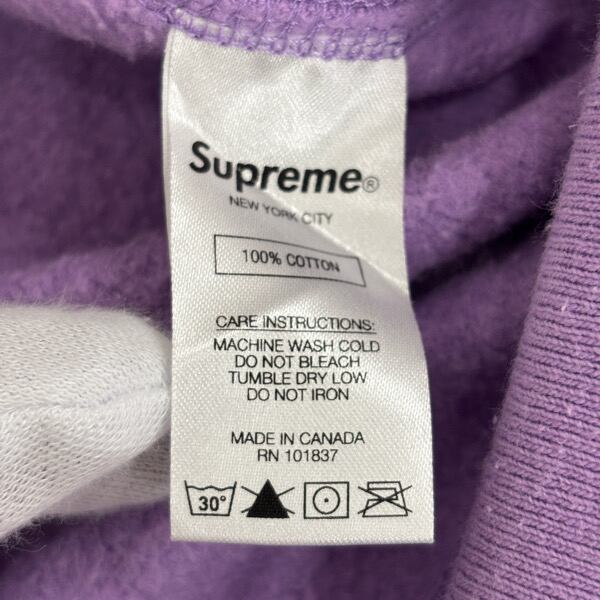 Supreme®
NEW YORK CITY
100% COTTON
CARE INSTRUCTIONS:
MACHINE WASH COLD
DO NOT BLEACH
TUMBLE DRY LOW
DO NOT IRON
MADE IN CANADA
RN 101837
30°